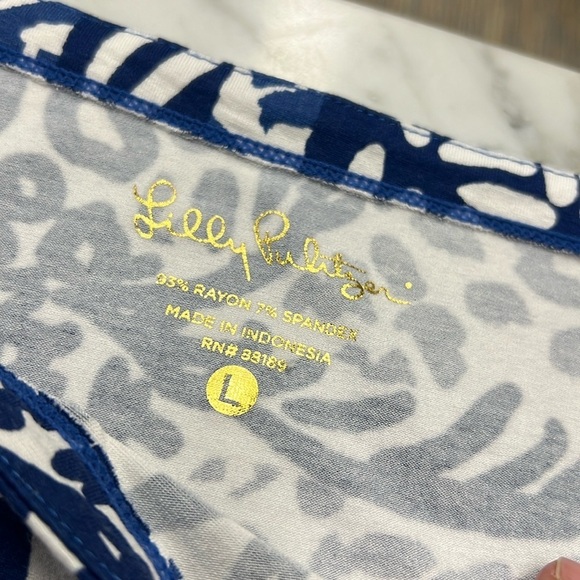 Lilly Pulitzer
93% RAYON 7% SPANDEX
MADE IN INDONESIA
RN# 88189
L